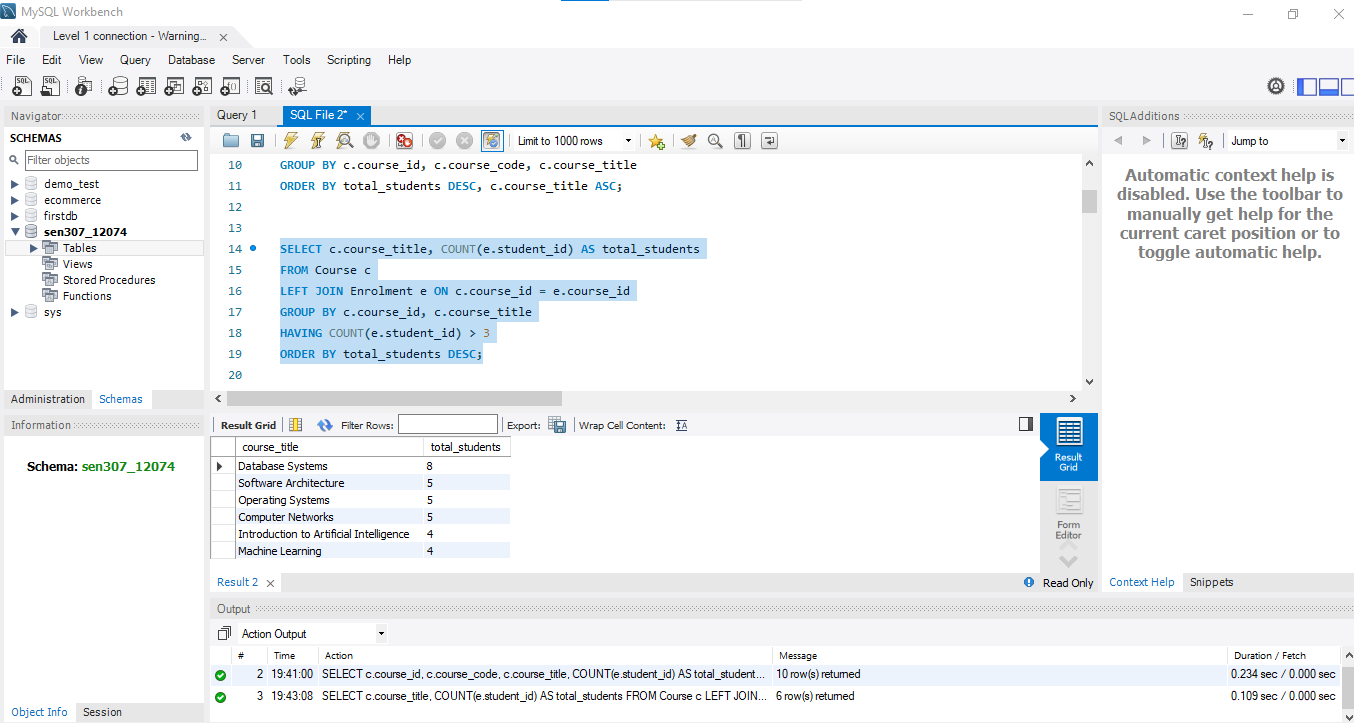 MySQL Workbench
Level 1 connection - Warning...
File Edit View Query Database Server Tools Scripting Help
Navigator
SCHEMAS
Filter objects
demo_test
ecommerce
firstdb
sen307_12074
Tables
Views
Stored Procedures
Functions
sys
Administration Schemas
Information
Schema: sen307_12074
Object Info Session
Query 1 SQL File 2*
Limit to 1000 rows
10 GROUP BY c.course_id, c.course_code, c.course_title
11 ORDER BY total_students DESC, c.course_title ASC;
12
13
14 SELECT c.course_title, COUNT(e.student_id) AS total_students
15 FROM Course c
16 LEFT JOIN Enrolment e ON c.course_id = e.course_id
17 GROUP BY c.course_id, c.course_title
18 HAVING COUNT(e.student_id) > 3
19 ORDER BY total_students DESC;
20
Result Grid Filter Rows: Export: Wrap Cell Content:
course_title total_students
Database Systems 8
Software Architecture 5
Operating Systems 5
Computer Networks 5
Introduction to Artificial Intelligence 4
Machine Learning 4
Result
Grid
Form
Editor
Result 2 Read Only
Output
Action Output
# Time Action Message Duration / Fetch
2 19:41:00 SELECT c.course_id, c.course_code, c.course_title, COUNT(e.student_id) AS total_student... 10 row(s) returned 0.234 sec / 0.000 sec
3 19:43:08 SELECT c.course_title, COUNT(e.student_id) AS total_students FROM Course c LEFT JOIN... 6 row(s) returned 0.109 sec / 0.000 sec
SQLAdditions
Jump to
Automatic context help is
disabled. Use the toolbar to
manually get help for the
current caret position or to
toggle automatic help.
Context Help Snippets